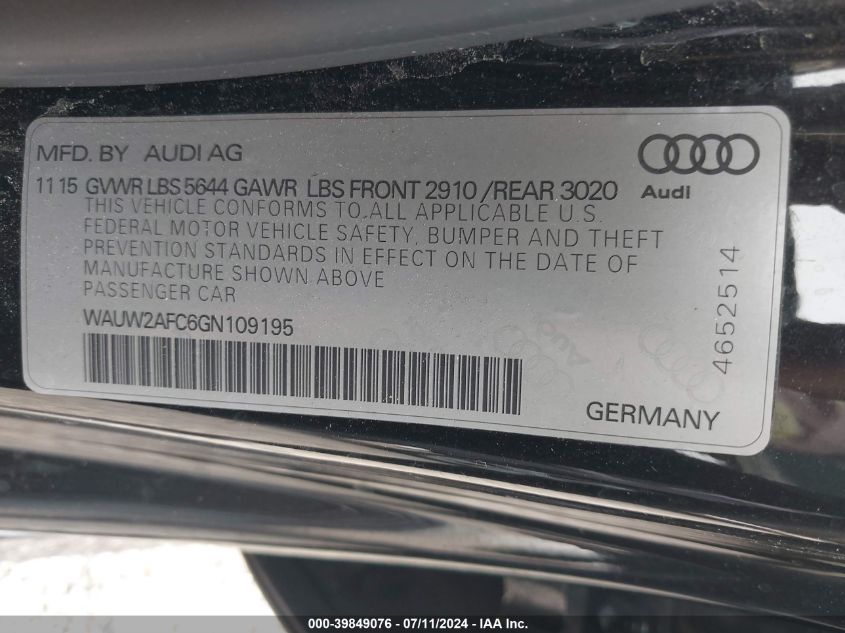 MFD. BY AUDI AG
11 15 GVWR LBS 5644 GAWR LBS FRONT 2910 /REAR 3020
Audi
THIS VEHICLE CONFORMS TO ALL APPLICABLE U.S.
FEDERAL MOTOR VEHICLE SAFETY, BUMPER AND THEFT
PREVENTION STANDARDS IN EFFECT ON THE DATE OF
MANUFACTURE SHOWN ABOVE
PASSENGER CAR
WAUW2AFC6GN109195
4652514
GERMANY
000-39849076 - 07/11/2024 - IAA Inc.